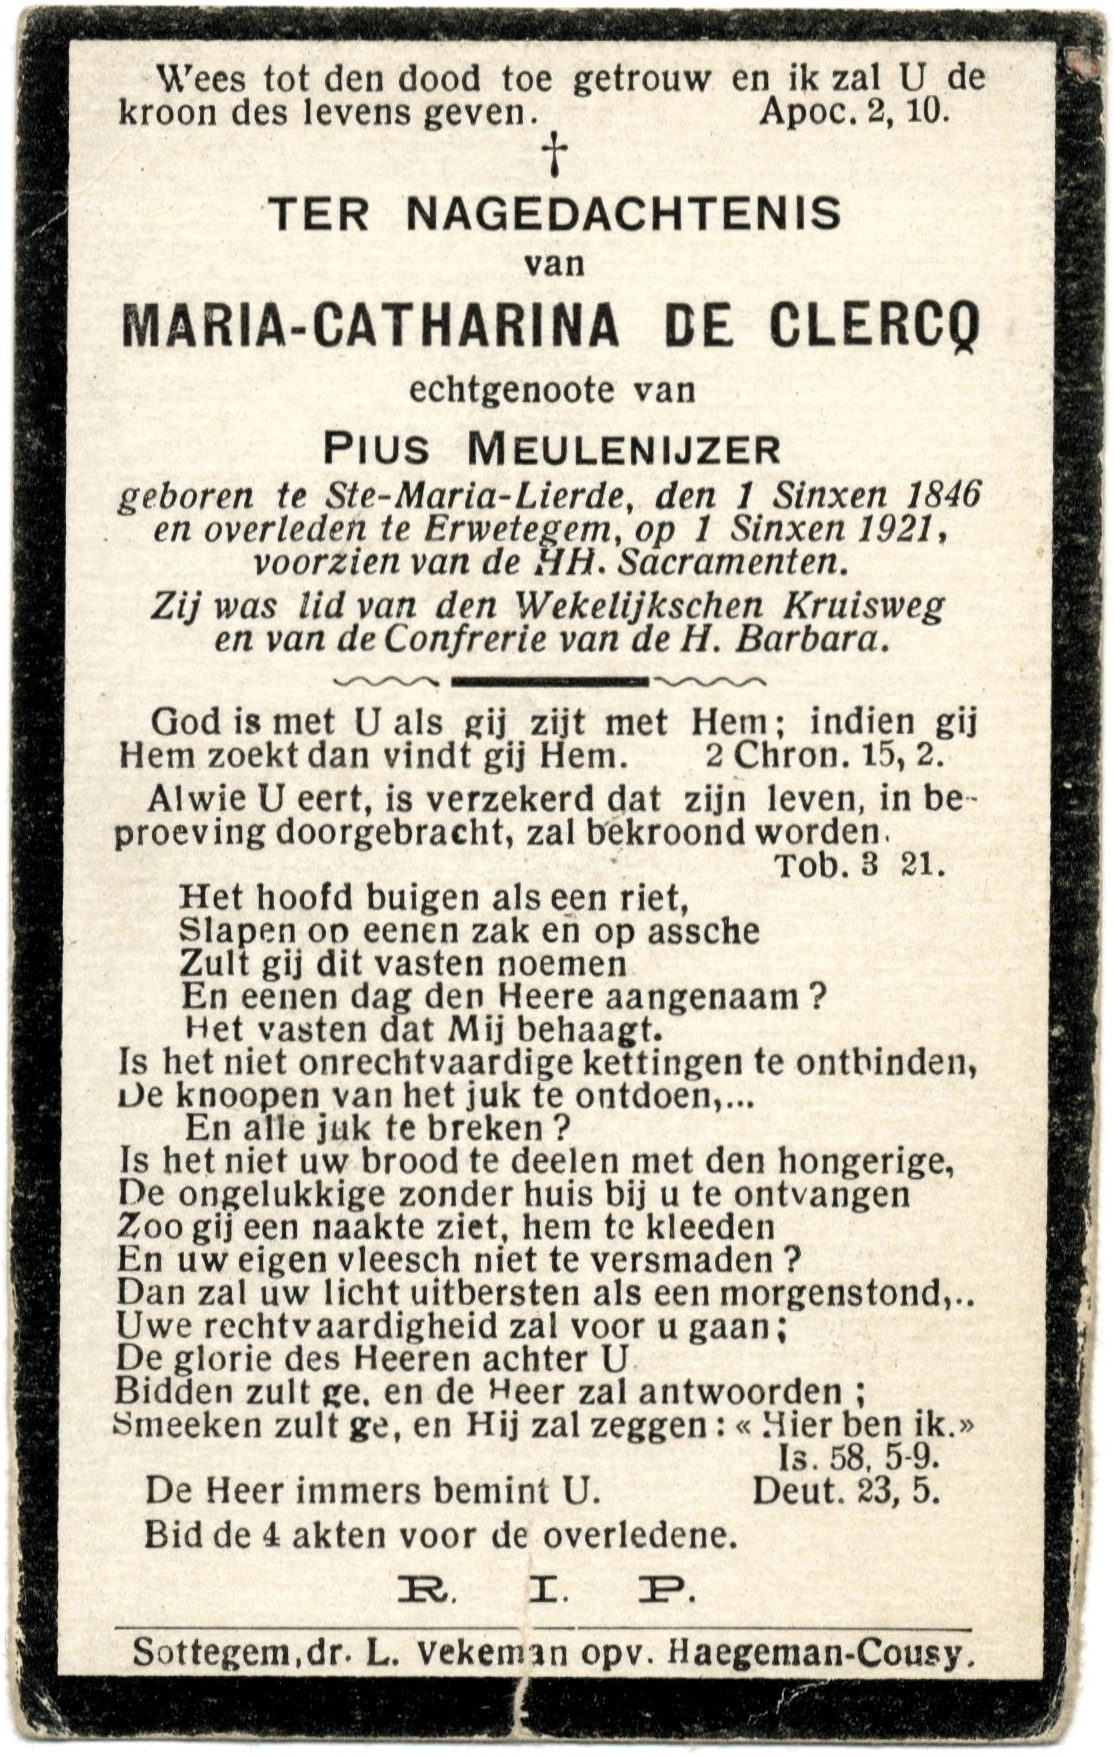 Wees tot den dood toe getrouw en ik zal U de
kroon des levens geven. Apoc. 2, 10.
†
TER NAGEDACHTENIS
van
MARIA-CATHARINA DE CLERCQ
echtgenoote van
PIUS MEULENIJZER
geboren te Ste-Maria-Lierde, den 1 Sinxen 1846
en overleden te Erwetegem, op 1 Sinxen 1921,
voorzien van de HH. Sacramenten.
Zij was lid van den Wekelijkschen Kruisweg
en van de Confrerie van de H. Barbara.
God is met U als gij zijt met Hem; indien gij
Hem zoekt dan vindt gij Hem. 2 Chron. 15, 2.
Alwie U eert, is verzekerd dat zijn leven, in be-
proeving doorgebracht, zal bekroond worden.
Tob. 3 21.
Het hoofd buigen als een riet,
Slapen op eenen zak en op assche
Zult gij dit vasten noemen
En eenen dag den Heere aangenaam ?
Het vasten dat Mij behaagt.
Is het niet onrechtvaardige kettingen te ontbinden,
De knoopen van het juk te ontdoen,...
En alle juk te breken ?
Is het niet uw brood te deelen met den hongerige,
De ongelukkige zonder huis bij u te ontvangen
Zoo gij een naakte ziet, hem te kleeden
En uw eigen vleesch niet te versmaden ?
Dan zal uw licht uitbersten als een morgenstond,..
Uwe rechtvaardigheid zal voor u gaan;
De glorie des Heeren achter U
Bidden zult ge, en de Heer zal antwoorden ;
Smeeken zult ge, en Hij zal zeggen : « Hier ben ik.»
Is. 58, 5-9.
De Heer immers bemint U. Deut. 23, 5.
Bid de 4 akten voor de overledene.
R. I. P.
Sottegem, dr. L. Vekeman opv. Haegeman-Cousy.